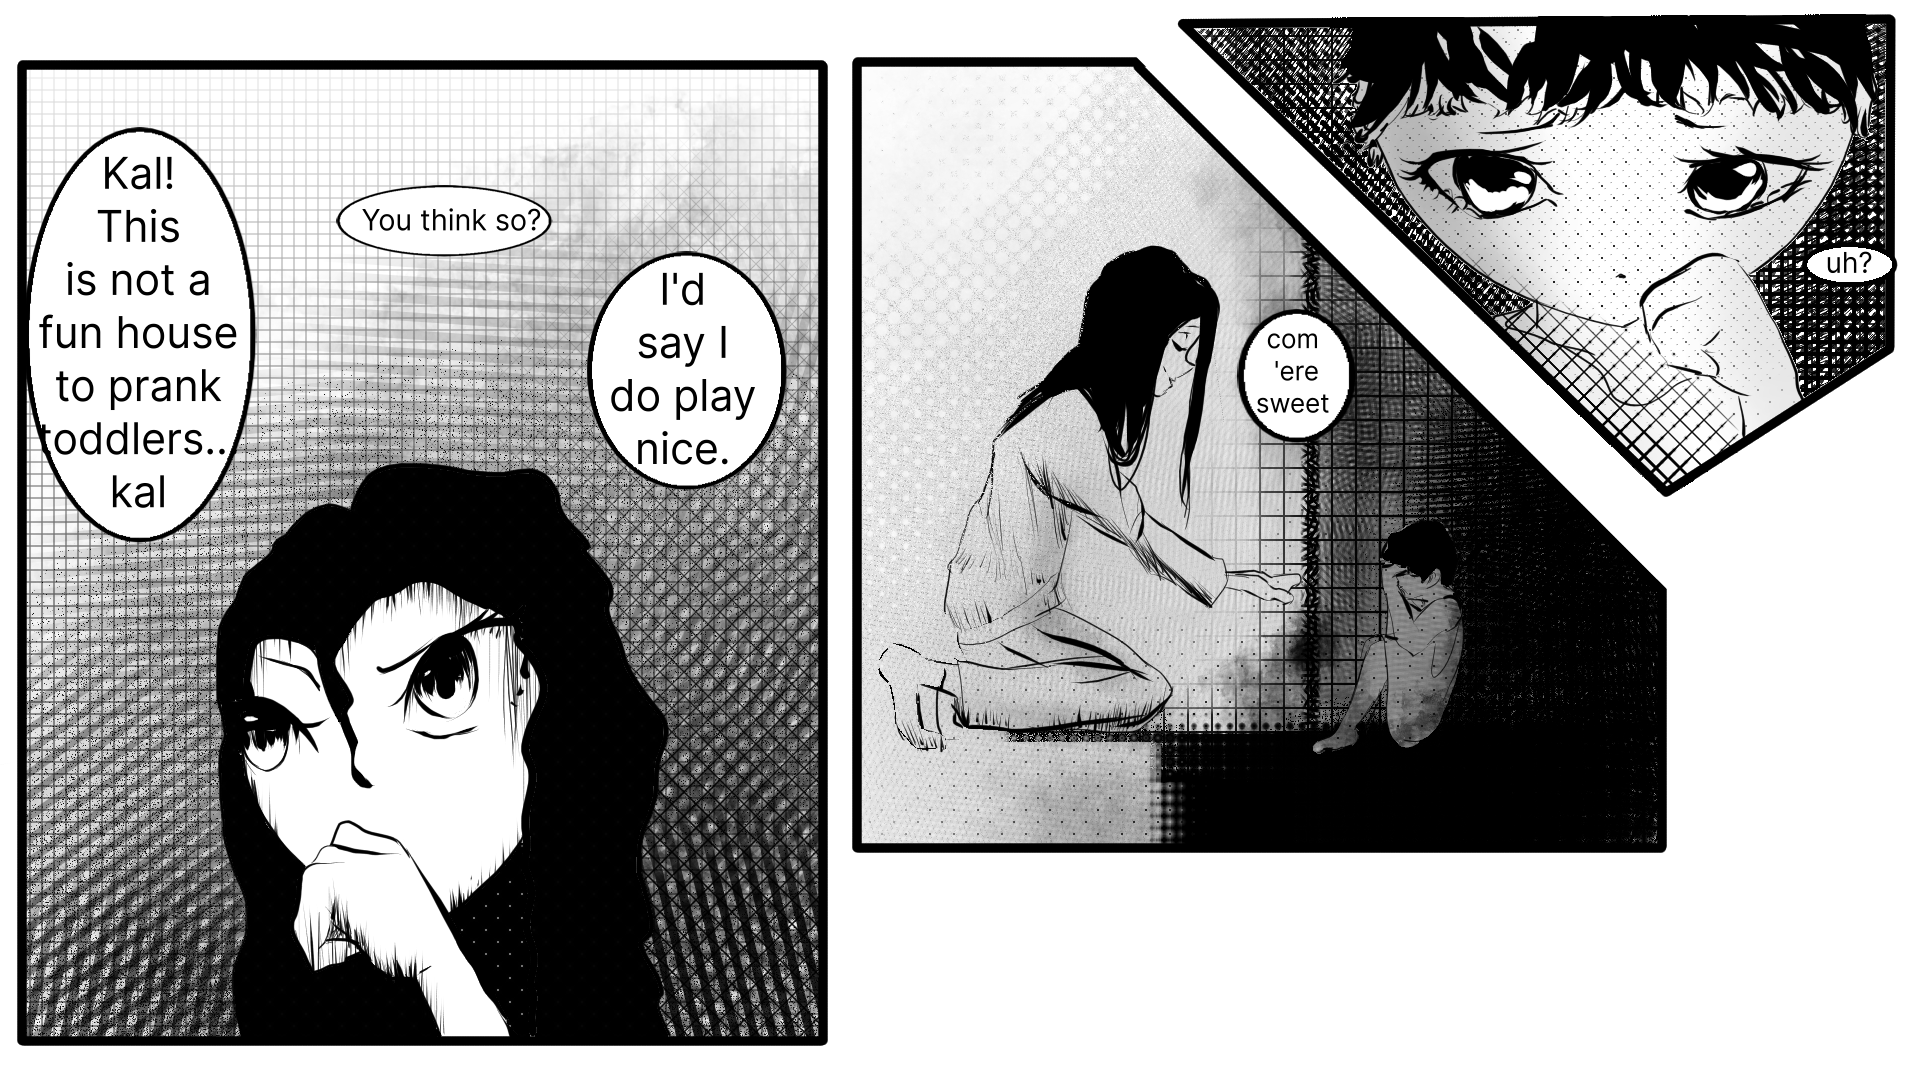 Kal!
This
is not a
fun house
to prank
toddlers...
kal
You think so?
I'd
say I
do play
nice.
com
'ere
sweet
uh?